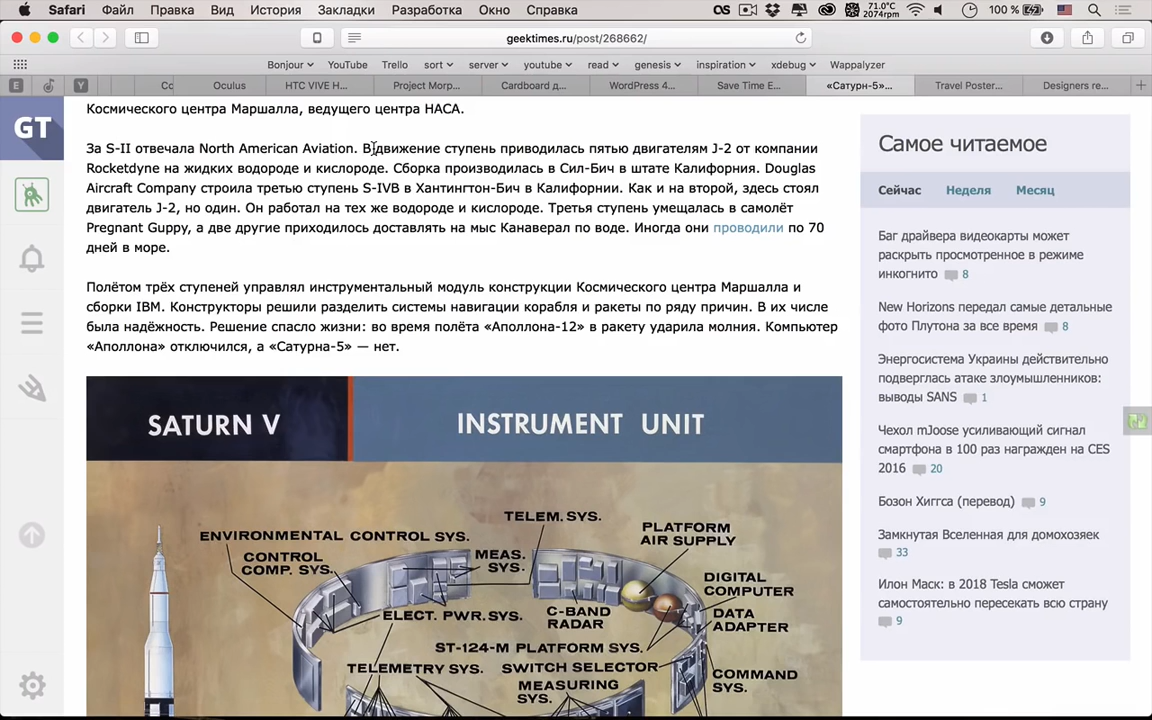 Safari Файл Правка Вид История Закладки Разработка Окно Справка 71.0°C 2074rpm 100 %
geektimes.ru/post/268662/
Bonjour YouTube Trello sort server youtube read genesis inspiration xdebug Wappalyzer
E Y Cc Oculus HTC VIVE H... Project Morp... Cardboard д... WordPress 4... Save Time E... «Сатурн-5»... Travel Poster... Designers re...
GT
Космического центра Маршалла, ведущего центра НАСА.
За S-II отвечала North American Aviation. В движение ступень приводилась пятью двигателям J-2 от компании
Rocketdyne на жидких водороде и кислороде. Сборка производилась в Сил-Бич в штате Калифорния. Douglas
Aircraft Company строила третью ступень S-IVB в Хантингтон-Бич в Калифорнии. Как и на второй, здесь стоял
двигатель J-2, но один. Он работал на тех же водороде и кислороде. Третья ступень умещалась в самолёт
Pregnant Guppy, а две другие приходилось доставлять на мыс Канаверал по воде. Иногда они проводили по 70
дней в море.
Полётом трёх ступеней управлял инструментальный модуль конструкции Космического центра Маршалла и
сборки IBM. Конструкторы решили разделить системы навигации корабля и ракеты по ряду причин. В их числе
была надёжность. Решение спасло жизни: во время полёта «Аполлона-12» в ракету ударила молния. Компьютер
«Аполлона» отключился, а «Сатурна-5» — нет.
SATURN V
INSTRUMENT UNIT
TELEM. SYS.
ENVIRONMENTAL CONTROL SYS.
PLATFORM
AIR SUPPLY
CONTROL
COMP. SYS.
MEAS.
SYS.
DIGITAL
COMPUTER
ELECT. PWR. SYS.
C-BAND
RADAR
DATA
ADAPTER
ST-124-M PLATFORM SYS.
TELEMETRY SYS.
SWITCH SELECTOR
MEASURING
SYS.
COMMAND
SYS.
Самое читаемое
Сейчас Неделя Месяц
Баг драйвера видеокарты может
раскрыть просмотренное в режиме
инкогнито 8
New Horizons передал самые детальные
фото Плутона за все время 8
Энергосистема Украины действительно
подверглась атаке злоумышленников:
выводы SANS 1
Чехол mJoose усиливающий сигнал
смартфона в 100 раз награжден на CES
2016 20
Бозон Хиггса (перевод) 9
Замкнутая Вселенная для домохозяек
33
Илон Маск: в 2018 Tesla сможет
самостоятельно пересекать всю страну
9